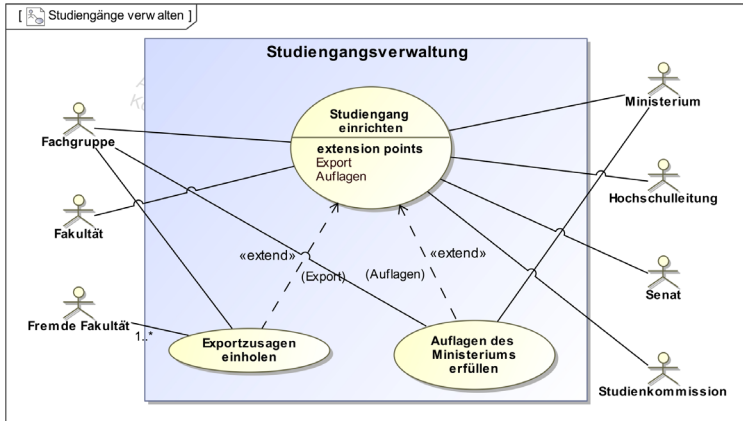 [ Studiengänge verwalten ]
Studiengangsverwaltung
Studiengang
einrichten
extension points
Export
Auflagen
Fachgruppe
Fakultät
Fremde Fakultät
1..*
Ministerium
Hochschulleitung
Senat
Studienkommission
«extend»
(Export)
(Auflagen)
«extend»
Exportzusagen
einholen
Auflagen des
Ministeriums
erfüllen